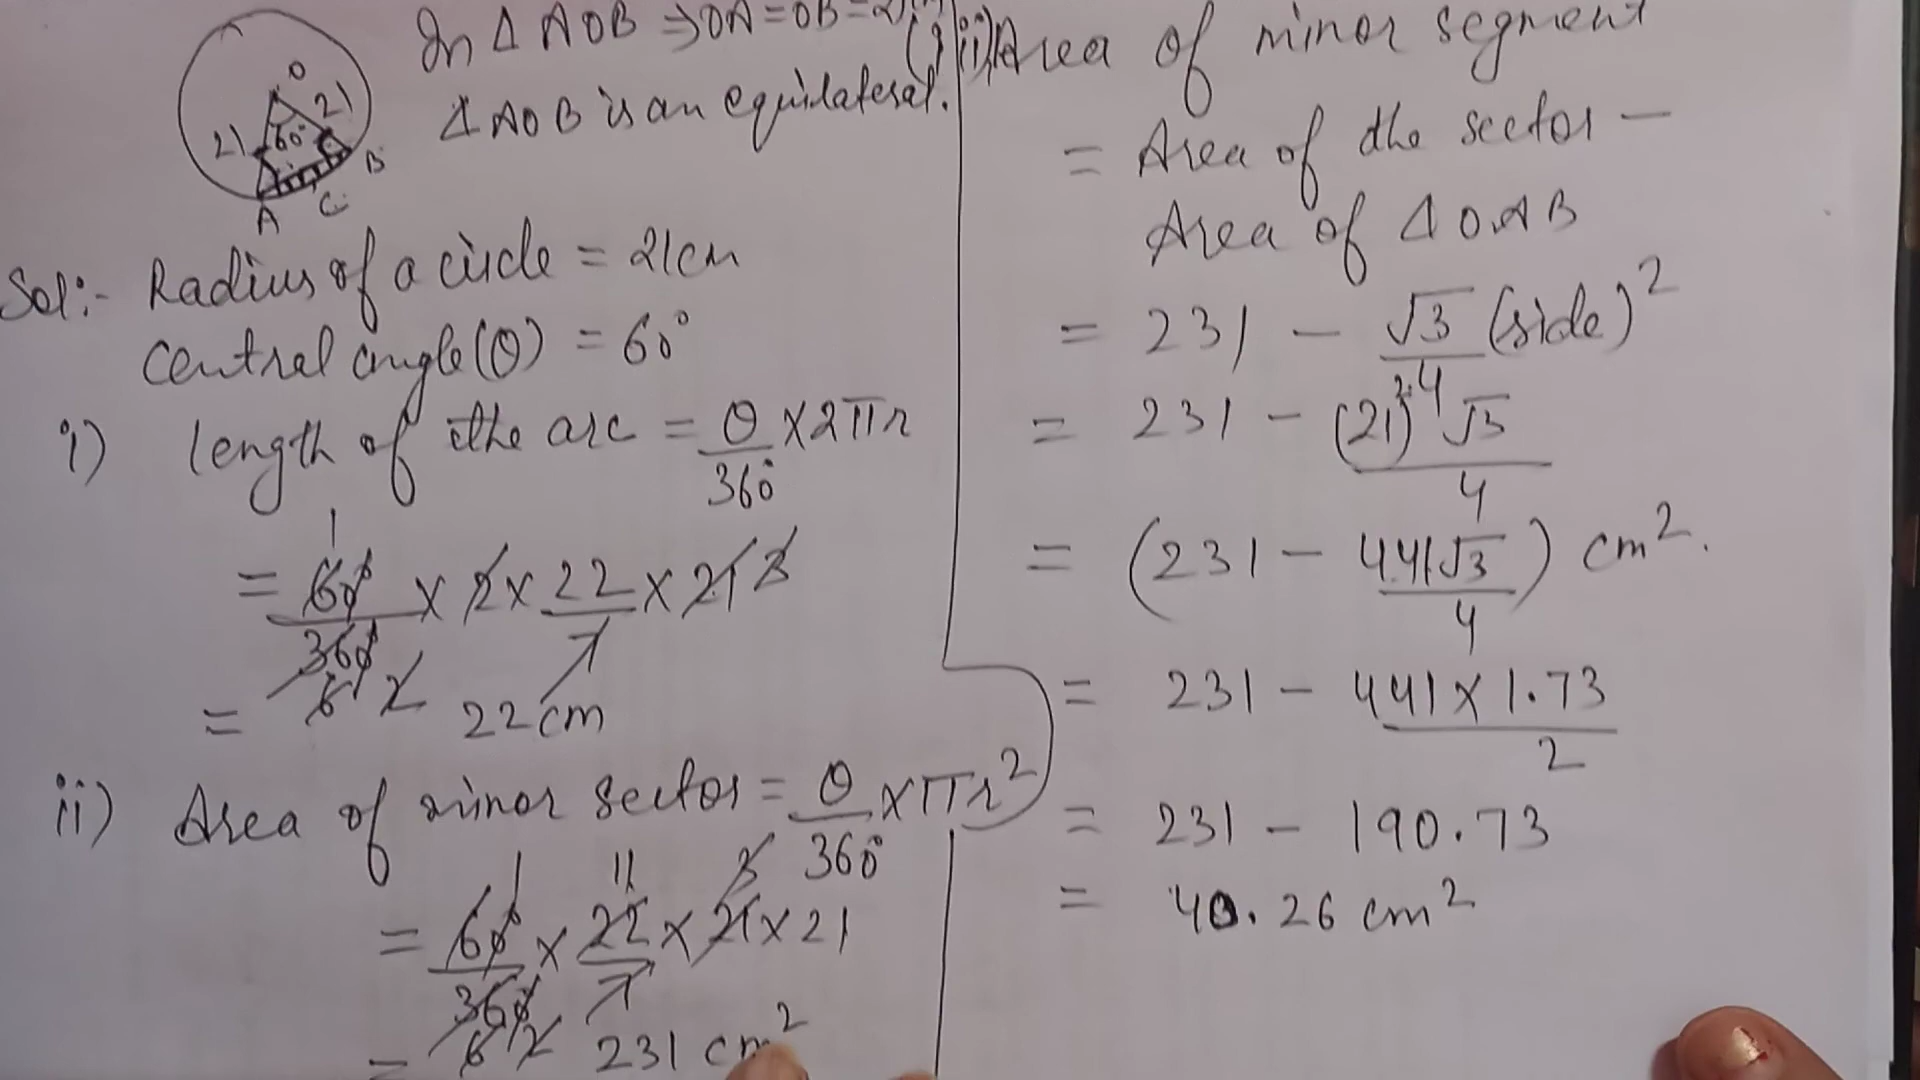 In Δ AOB ⇒ OA = OB = 21
Δ AOB is an equilateral.
O
21
21
60°
A
C
B
Sol:- Radius of a circle = 21cm
Central angle (θ) = 60°
i) length of the arc = θ/360° × 2πr
= 60/360 × 2 × 22/7 × 21 3
= 22 cm
ii) Area of minor sector = θ/360° × πr²
= 60/360 × 22/7 × 21 × 21
= 231 cm²
iii) Area of minor segment
= Area of the sector –
Area of Δ OAB
= 231 – √3/4 (side)²
= 231 – (21)²√3/4
= (231 – 441√3/4) cm².
= 231 – 441 × 1.73/2
= 231 – 190.73
= 40.26 cm²